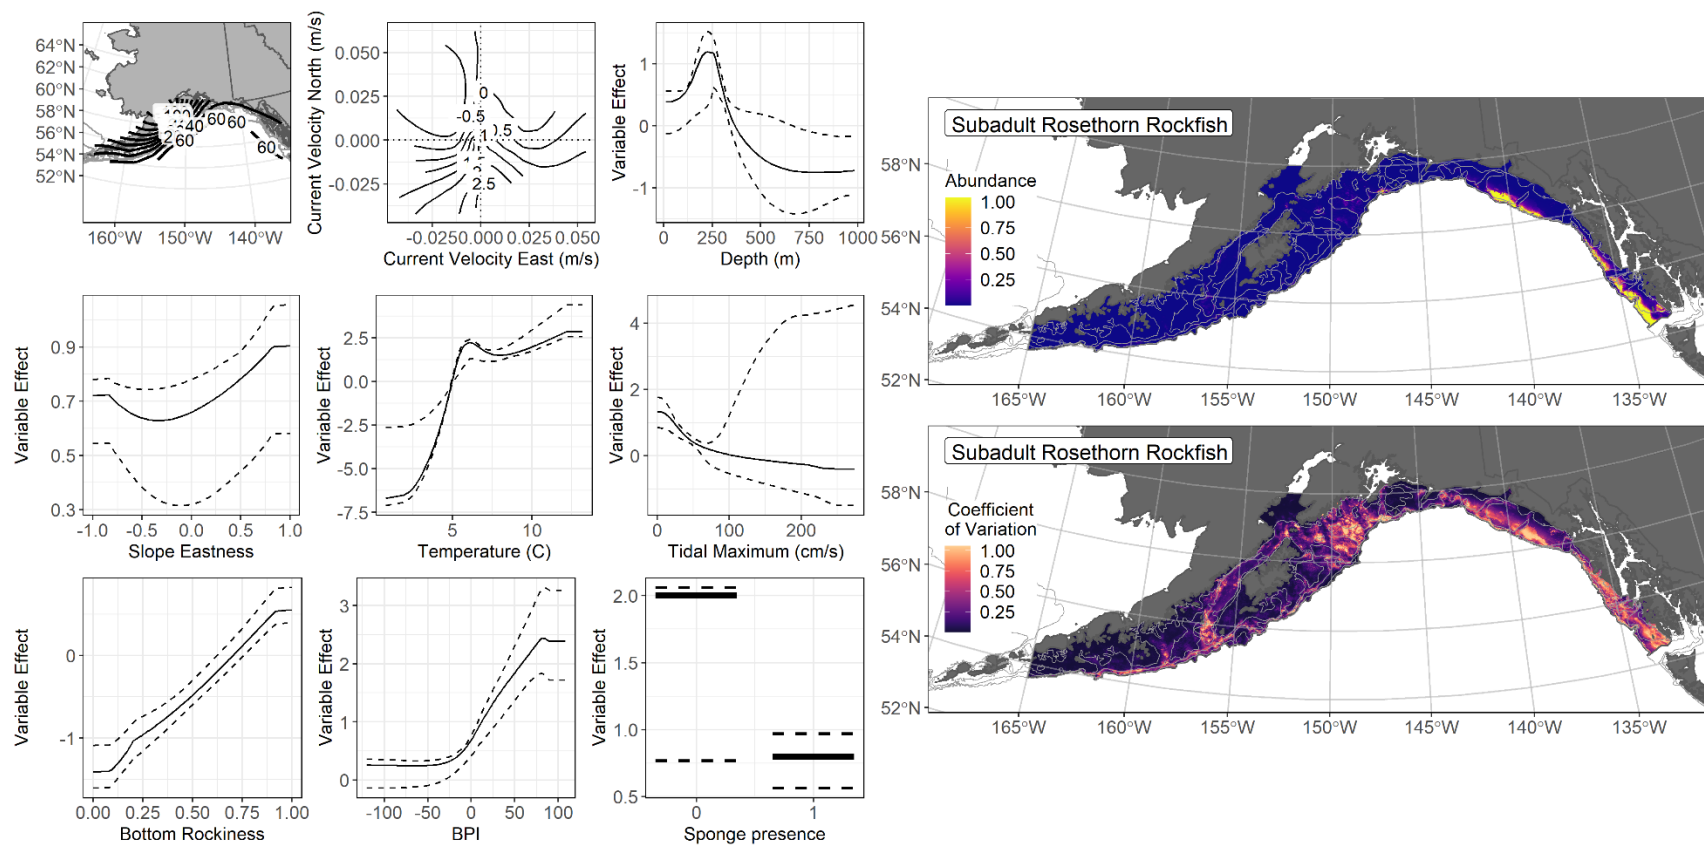 64°N
62°N
60°N
58°N
56°N
54°N
52°N
60
60
60
40
60
160°W
150°W
140°W
Current Velocity North (m/s)
0.050
0.025
0.000
-0.025
0
-0.5
-0.025
0.000
0.025
0.050
Current Velocity East (m/s)
Variable Effect
1
0
-1
0
250
500
750
1000
Depth (m)
Variable Effect
0.9
0.7
0.5
0.3
-1.0
-0.5
0.0
0.5
1.0
Slope Eastness
Variable Effect
2.5
0.0
-2.5
-5.0
-7.5
5
10
Temperature (C)
Variable Effect
4
2
0
0
100
200
Tidal Maximum (cm/s)
Variable Effect
0
-1
0.00
0.25
0.50
0.75
1.00
Bottom Rockiness
Variable Effect
3
2
1
0
-100
-50
0
50
100
BPI
Variable Effect
2.0
1.5
1.0
0.5
0
1
Sponge presence
Subadult Rosethorn Rockfish
Abundance
1.00
0.75
0.50
0.25
58°N
56°N
54°N
52°N
165°W
160°W
155°W
150°W
145°W
140°W
135°W
Subadult Rosethorn Rockfish
Coefficient
of Variation
1.00
0.75
0.50
0.25
58°N
56°N
54°N
52°N
165°W
160°W
155°W
150°W
145°W
140°W
135°W